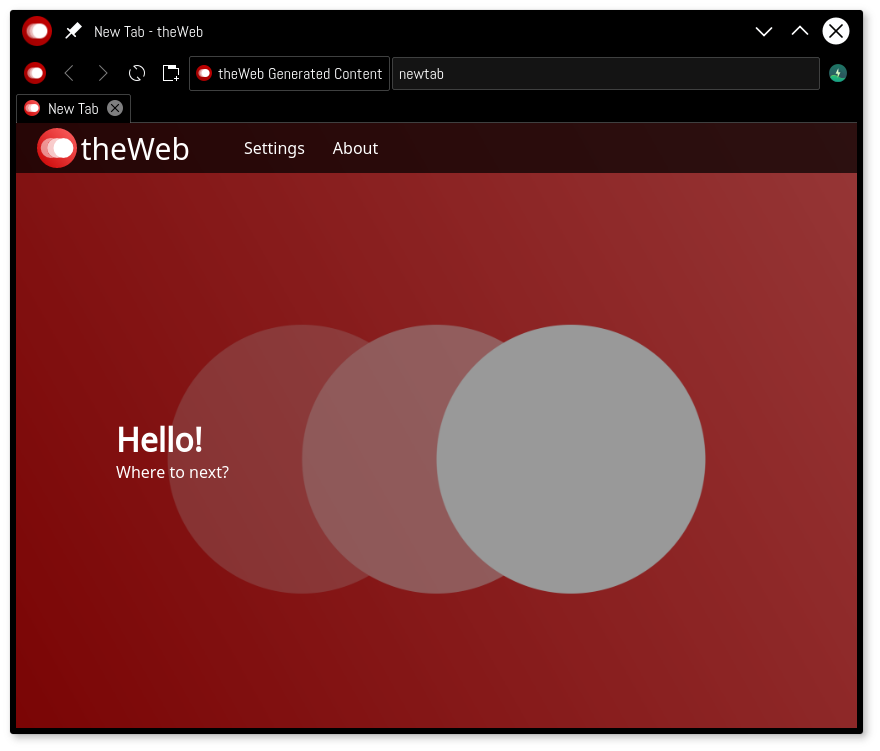 New Tab - theWeb
theWeb Generated Content newtab
New Tab
theWeb Settings About
Hello!
Where to next?